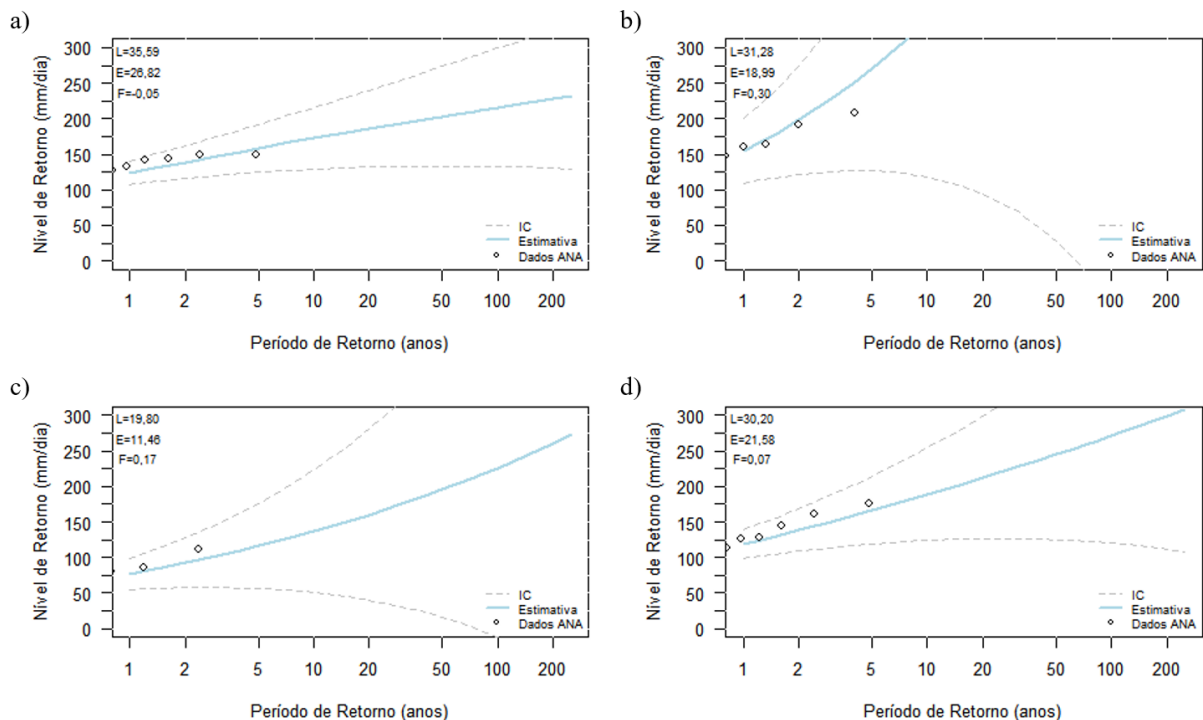 a)
300
250
200
150
100
50
0
Nível de Retorno (mm/dia)
L=35,59
E=26,82
F=-0,05
IC
Estimativa
Dados ANA
1 2 5 10 20 50 100 200
Período de Retorno (anos)
b)
300
250
200
150
100
50
0
Nível de Retorno (mm/dia)
L=31,28
E=18,99
F=0,30
IC
Estimativa
Dados ANA
1 2 5 10 20 50 100 200
Período de Retorno (anos)
c)
300
250
200
150
100
50
0
Nível de Retorno (mm/dia)
L=19,80
E=11,46
F=0,17
IC
Estimativa
Dados ANA
1 2 5 10 20 50 100 200
Período de Retorno (anos)
d)
300
250
200
150
100
50
0
Nível de Retorno (mm/dia)
L=30,20
E=21,58
F=0,07
IC
Estimativa
Dados ANA
1 2 5 10 20 50 100 200
Período de Retorno (anos)